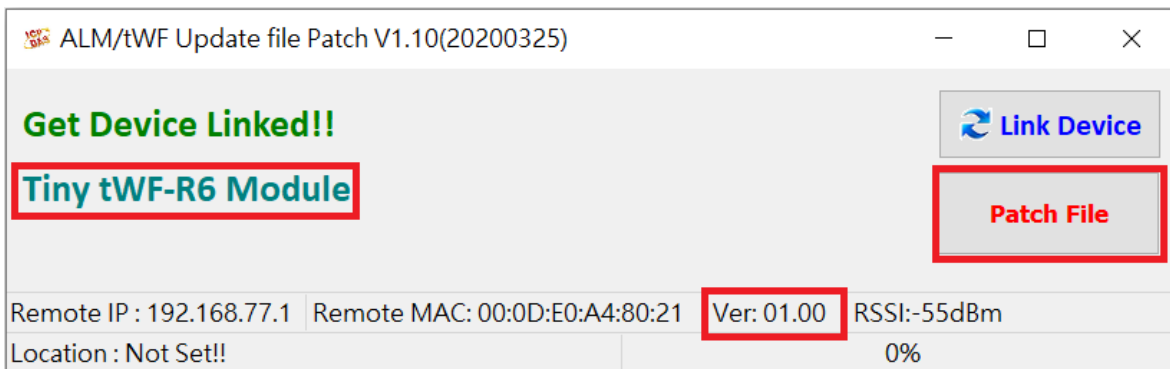 ALM/tWF Update file Patch V1.10(20200325)
Get Device Linked!!
Link Device
Tiny tWF-R6 Module
Patch File
Remote IP : 192.168.77.1 Remote MAC: 00:0D:E0:A4:80:21 Ver: 01.00 RSSI:-55dBm
Location : Not Set!! 0%